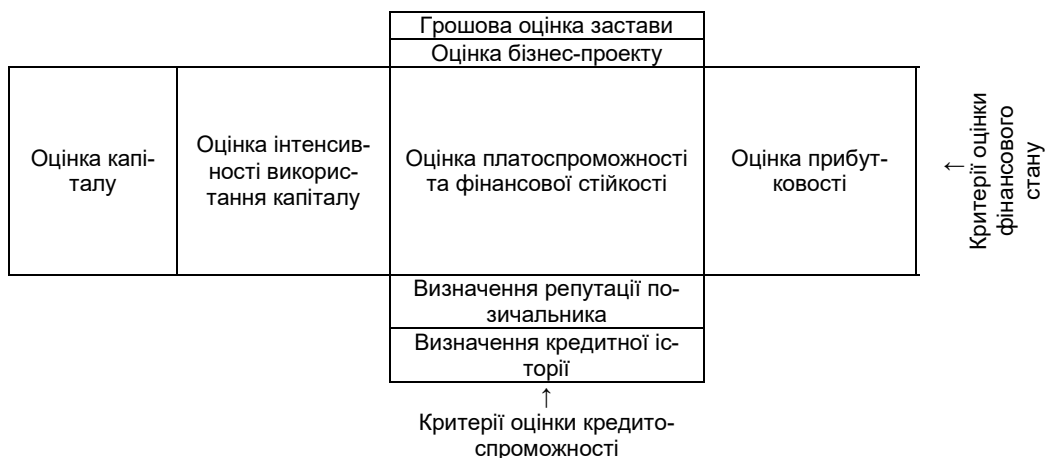 Грошова оцінка застави
Оцінка бізнес-проекту
Оцінка капі-
талу
Оцінка інтенсив-
ності викорис-
тання капіталу
Оцінка платоспроможності
та фінансової стійкості
Оцінка прибут-
ковості
←
Критерії оцінки
фінансового
стану
Визначення репутації по-
зичальника
Визначення кредитної іс-
торії
↑
Критерії оцінки кредито-
спроможності